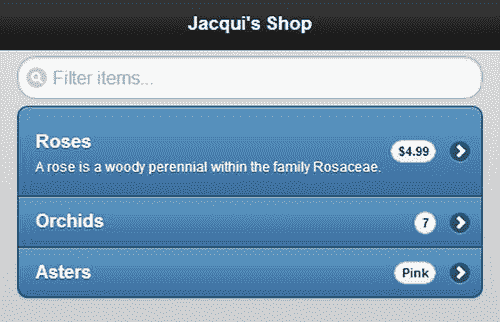 Jacqui's Shop
Filter items...
Roses
$4.99
A rose is a woody perennial within the family Rosaceae.
Orchids
7
Asters
Pink